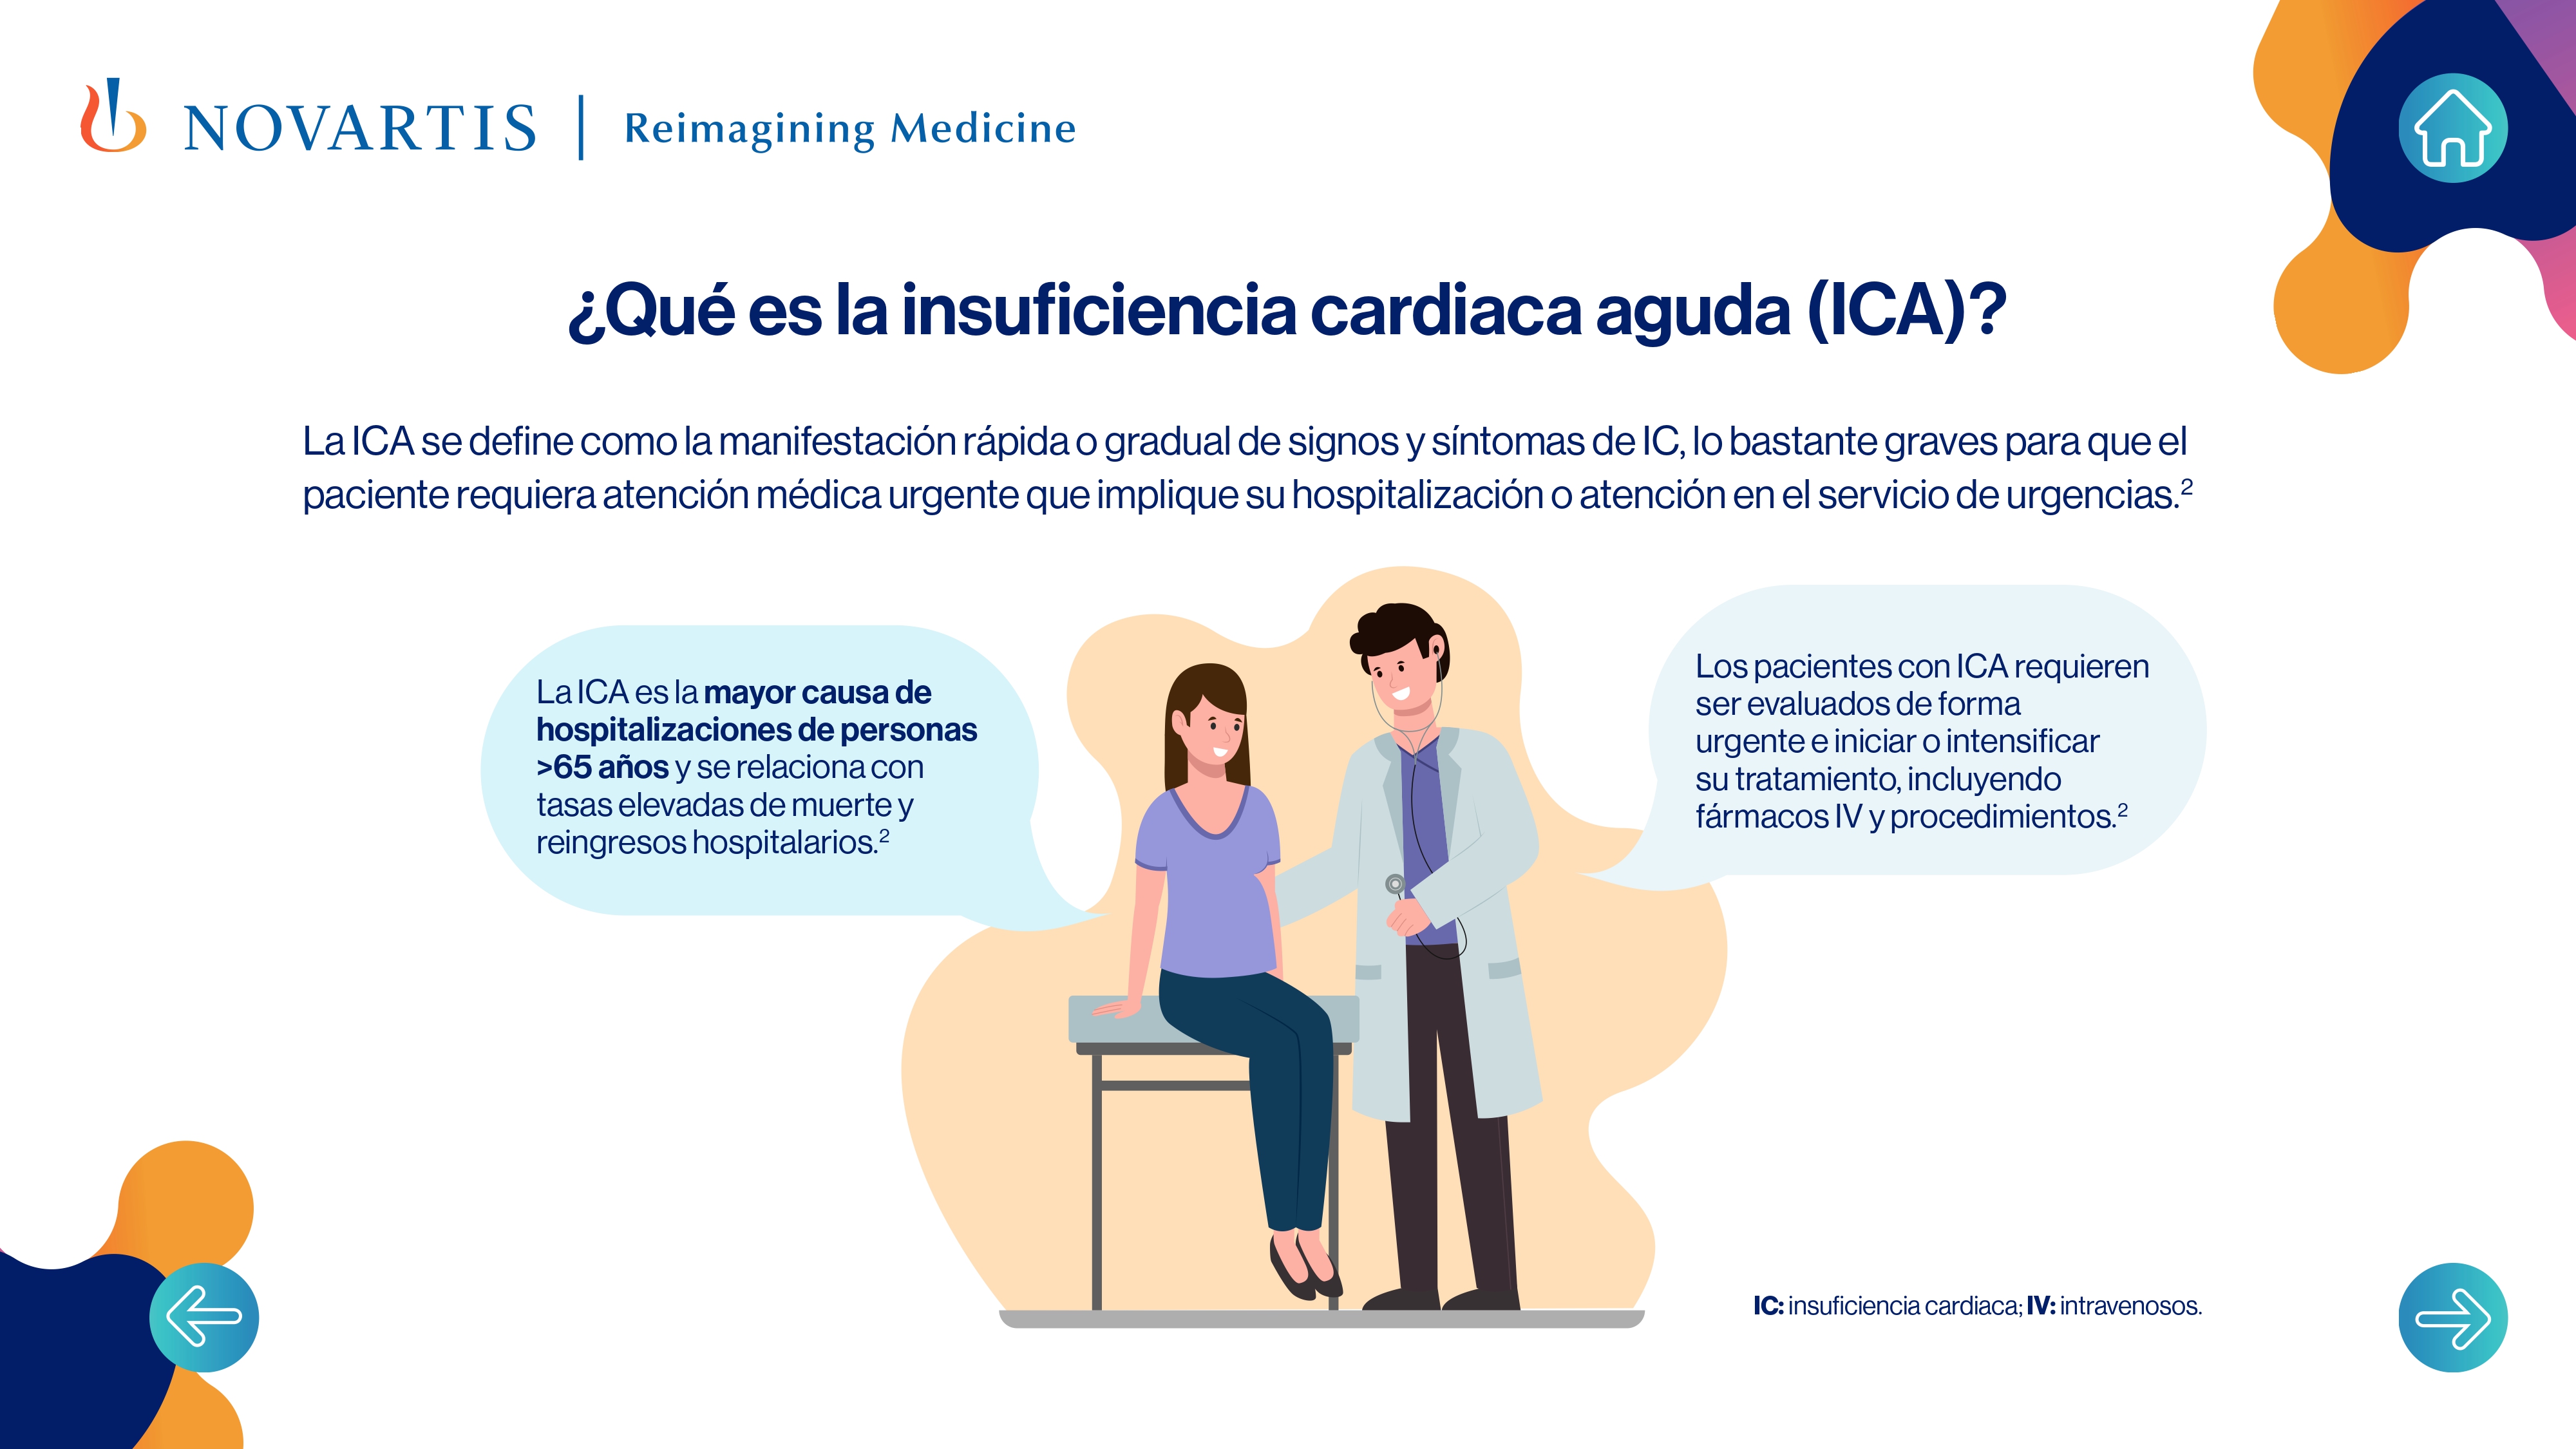 NOVARTIS | Reimagining Medicine
¿Qué es la insuficiencia cardiaca aguda (ICA)?
La ICA se define como la manifestación rápida o gradual de signos y síntomas de IC, lo bastante graves para que el
paciente requiera atención médica urgente que implique su hospitalización o atención en el servicio de urgencias.²
La ICA es la mayor causa de
hospitalizaciones de personas
>65 años y se relaciona con
tasas elevadas de muerte y
reingresos hospitalarios.²
Los pacientes con ICA requieren
ser evaluados de forma
urgente e iniciar o intensificar
su tratamiento, incluyendo
fármacos IV y procedimientos.²
IC: insuficiencia cardiaca; IV: intravenosos.